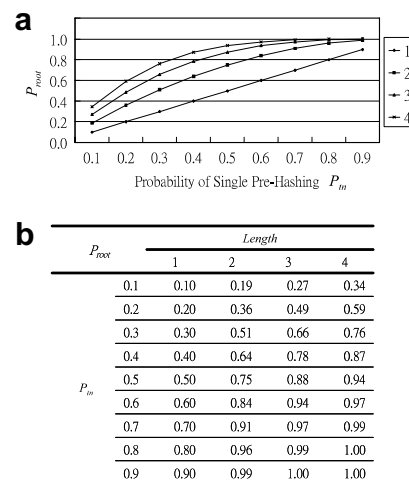 a
1.0
0.8
0.6
0.4
0.2
0.0
P_root
0.1 0.2 0.3 0.4 0.5 0.6 0.7 0.8 0.9
Probability of Single Pre-Hashing P_tn
1
2
3
4
b
P_root Length
1 2 3 4
0.1 0.10 0.19 0.27 0.34
0.2 0.20 0.36 0.49 0.59
0.3 0.30 0.51 0.66 0.76
0.4 0.40 0.64 0.78 0.87
P_tn 0.5 0.50 0.75 0.88 0.94
0.6 0.60 0.84 0.94 0.97
0.7 0.70 0.91 0.97 0.99
0.8 0.80 0.96 0.99 1.00
0.9 0.90 0.99 1.00 1.00